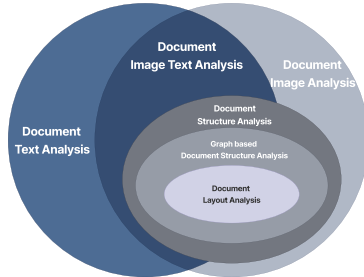 Document
Image Text Analysis
Document
Image Analysis
Document
Text Analysis
Document
Structure Analysis
Graph based
Document Structure Analysis
Document
Layout Analysis